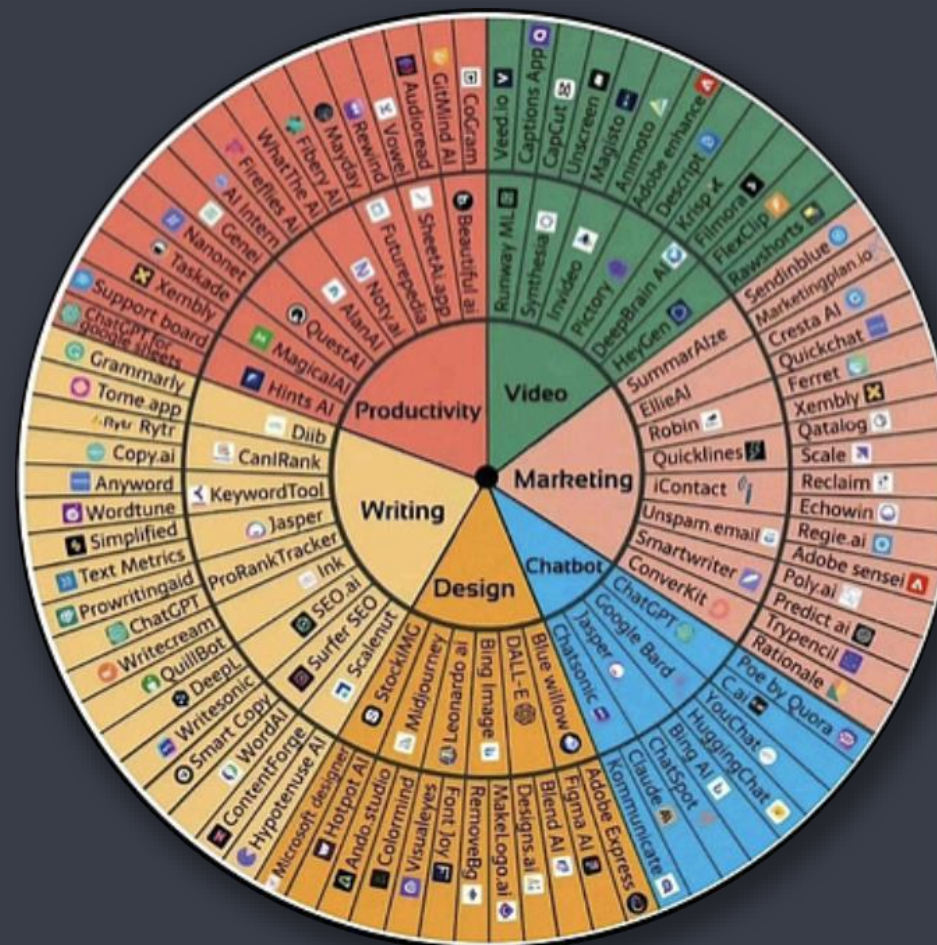 Productivity
Video
Marketing
Chatbot
Design
Writing
Runway ML
Synthesia
Invideo
Pictory
DeepBrain AI
HeyGen
Veed.io
Captions App
CapCut
Unscreen
Magisto
Animoto
Adobe enhance
Descript
Krisp
Filmora
FlexClip
Rawshorts
SummarAIze
EllieAI
Robin
Quicklines
iContact
Unspam.email
Smartwriter
ConverKit
Sendinblue
Marketingplan.io
Cresta AI
Quickchat
Ferret
Xembly
Qatalog
Scale
Reclaim
Echowin
Regie.ai
Adobe sensei
Poly.ai
Predict ai
Trypencil
Rationale
ChatGPT
Google Bard
Jasper
Chatsonic
Poe by Quora
C.ai
YouChat
HuggingChat
Bing AI
ChatSpot
Claude
Kommunicate
Blue willow
DALL-E
Bing Image
Leonardo ai
Midjourney
StockIMG
Adobe Express
Figma AI
Blend AI
Designs.ai
MakeLogo.ai
RemoveBg
Font Joy
Visualeyes
Colormind
Ando.studio
Hotpot AI
Microsoft designer
Scalenut
Surfer SEO
SEO.ai
Ink
ProRankTracker
Jasper
KeywordTool
CanIRank
Diib
Hypotenuse AI
ContentForge
WordAI
Smart Copy
Writesonic
DeepL
QuillBot
Writecream
ChatGPT
Prowritingaid
Text Metrics
Simplified
Wordtune
Anyword
Copy.ai
Rytr Rytr
Tome.app
Grammarly
Hints AI
MagicalAI
QuestAI
AlanAI
Noty.ai
Futurepedia
SheetAI.app
Beautiful ai
ChatGPT for
google sheets
Support board
Xembly
Taskade
Nanonet
Genei
AI Intern
Fireflies AI
WhatThe AI
Fibery AI
Mayday
Rewind
Vowel
Audioread
GitMind AI
CoGram